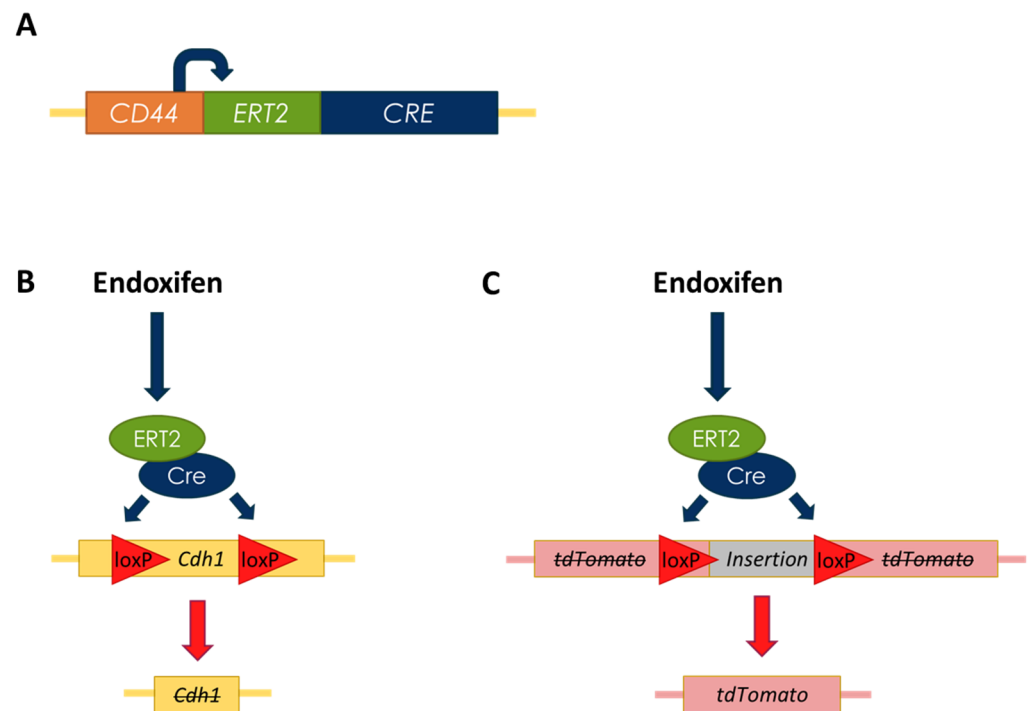 A
CD44 ERT2 CRE
B Endoxifen
ERT2
Cre
loxP Cdh1 loxP
Cdh1
C Endoxifen
ERT2
Cre
tdTomato loxP Insertion loxP tdTomato
tdTomato